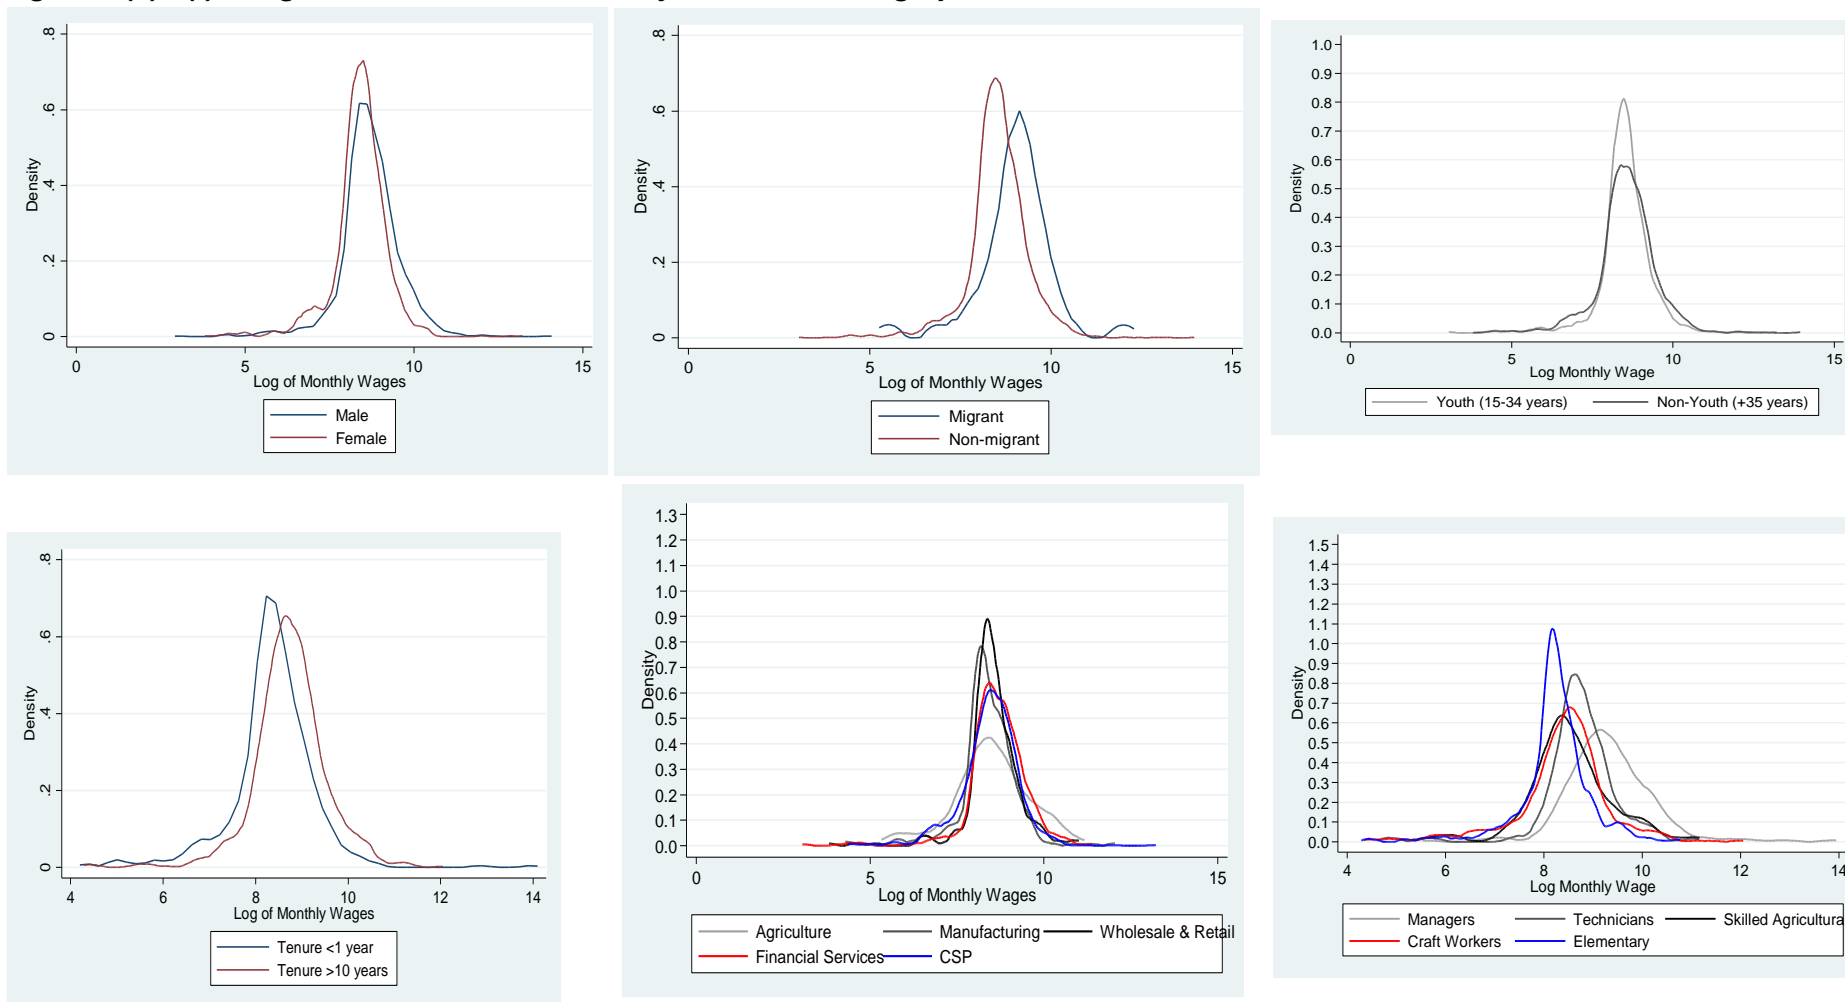 .8
.6
.4
.2
0
Density
0 5 10 15
Log of Monthly Wages
Male
Female
.8
.6
.4
.2
0
Density
0 5 10 15
Log of Monthly Wages
Migrant
Non-migrant
1.0
0.9
0.8
0.7
0.6
0.5
0.4
0.3
0.2
0.1
0.0
Density
0 5 10 15
Log Monthly Wage
Youth (15-34 years) Non-Youth (+35 years)
.8
.6
.4
.2
0
Density
4 6 8 10 12 14
Log of Monthly Wages
Tenure <1 year
Tenure >10 years
1.3
1.2
1.1
1.0
0.9
0.8
0.7
0.6
0.5
0.4
0.3
0.2
0.1
0.0
Density
0 5 10 15
Log of Monthly Wages
Agriculture Manufacturing Wholesale & Retail
Financial Services CSP
1.5
1.4
1.3
1.2
1.1
1.0
0.9
0.8
0.7
0.6
0.5
0.4
0.3
0.2
0.1
0.0
Density
4 6 8 10 12 14
Log Monthly Wage
Managers Technicians Skilled Agricultura
Craft Workers Elementary